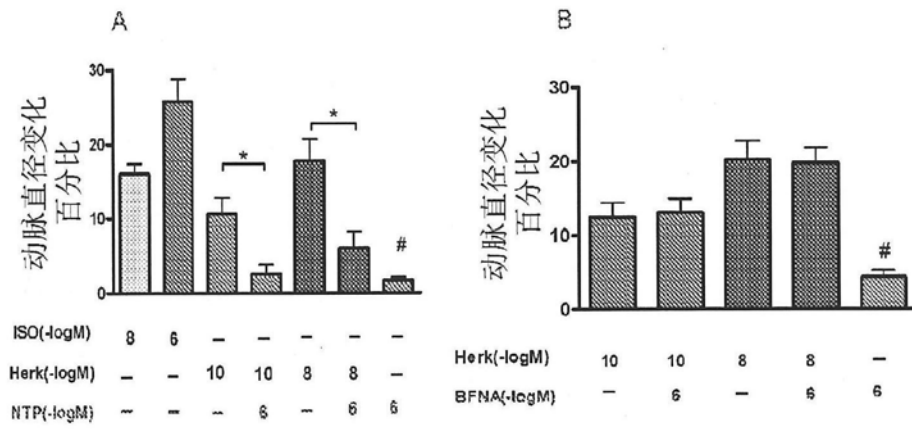 A
30
20
10
0
动脉直径变化
百分比
*
*
#
ISO(-logM) 8 6 – – – – –
Herk(-logM) – – 10 10 8 8 –
NTP(-logM) – – – 6 – 6 6
B
30
20
10
0
动脉直径变化
百分比
#
Herk(-logM) 10 10 8 8 –
BFNA(-logM) – 6 – 6 6